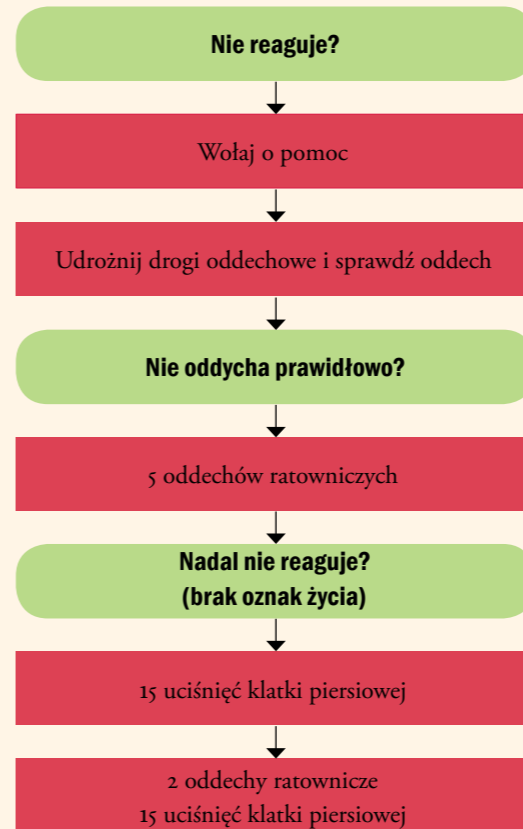 Nie reaguje?
Wołaj o pomoc
Udrożnij drogi oddechowe i sprawdź oddech
Nie oddycha prawidłowo?
5 oddechów ratowniczych
Nadal nie reaguje?
(brak oznak życia)
15 uciśnięć klatki piersiowej
2 oddechy ratownicze
15 uciśnięć klatki piersiowej